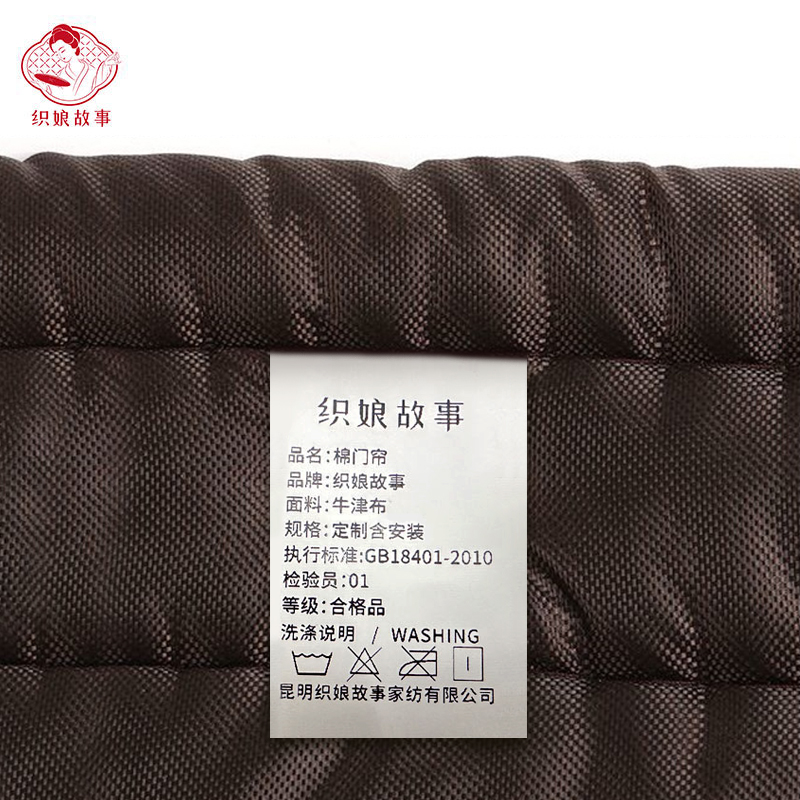 织娘故事
织娘故事
品名:棉门帘
品牌:织娘故事
面料:牛津布
规格:定制含安装
执行标准:GB18401-2010
检验员:01
等级:合格品
洗涤说明 / WASHING
昆明织娘故事家纺有限公司